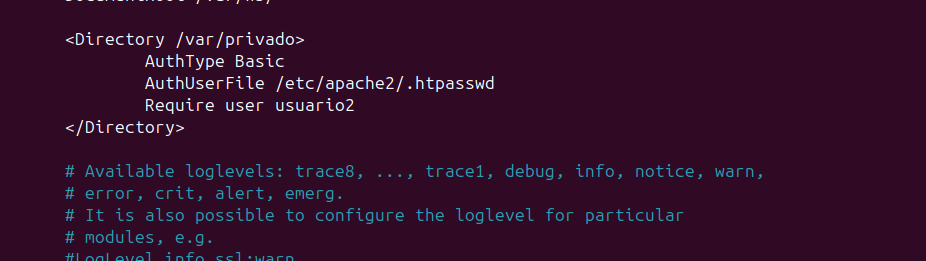 <Directory /var/privado>
AuthType Basic
AuthUserFile /etc/apache2/.htpasswd
Require user usuario2
</Directory>
# Available loglevels: trace8, ..., trace1, debug, info, notice, warn,
# error, crit, alert, emerg.
# It is also possible to configure the loglevel for particular
# modules, e.g.
#LogLevel info ssl:warn